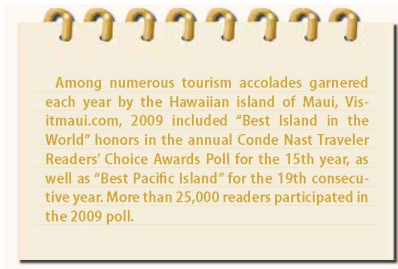 Among numerous tourism accolades garnered
each year by the Hawaiian island of Maui, Vis-
itmaui.com, 2009 included “Best Island in the
World” honors in the annual Conde Nast Traveler
Readers’ Choice Awards Poll for the 15th year, as
well as “Best Pacific Island” for the 19th consecu-
tive year. More than 25,000 readers participated in
the 2009 poll.